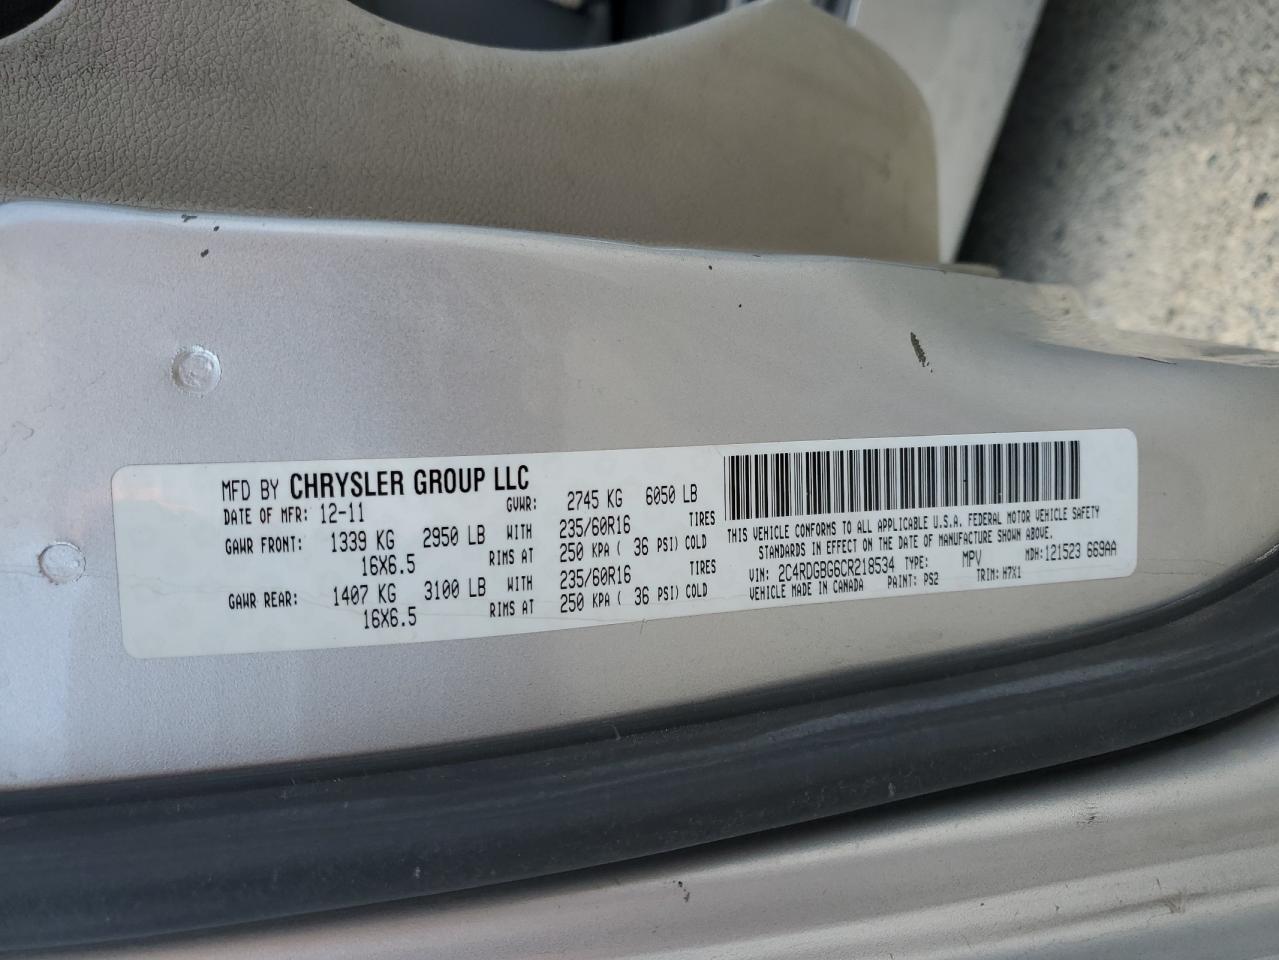 MFD BY CHRYSLER GROUP LLC
DATE OF MFR: 12-11 GVWR: 2745 KG 6050 LB
GAWR FRONT: 1339 KG 2950 LB WITH 235/60R16 TIRES
16X6.5 RIMS AT 250 KPA ( 36 PSI) COLD
GAWR REAR: 1407 KG 3100 LB WITH 235/60R16 TIRES
16X6.5 RIMS AT 250 KPA ( 36 PSI) COLD
THIS VEHICLE CONFORMS TO ALL APPLICABLE U.S.A. FEDERAL MOTOR VEHICLE SAFETY
STANDARDS IN EFFECT ON THE DATE OF MANUFACTURE SHOWN ABOVE.
VIN: 2C4RDGBG6CR218534 TYPE: MPV MDH: 121523 669AA
VEHICLE MADE IN CANADA PAINT: PS2 TRIM: H7X1